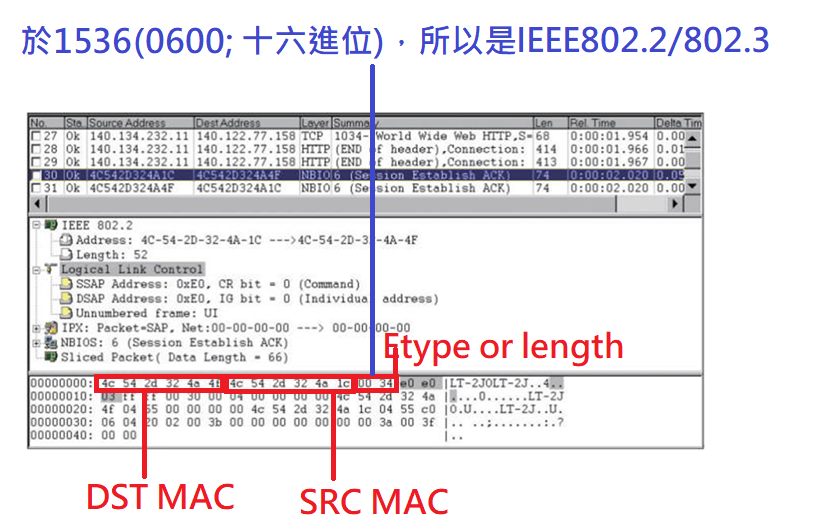 於1536(0600; 十六進位)，所以是IEEE802.2/802.3
No. Sta. Source Address Dest Address Layer Summary Len Rel. Time Delta Tim
27 Ok 140.134.232.11 140.122.77.158 TCP 1034- World Wide Web HTTP,S= 68 0:00:01.954 0.00
28 Ok 140.134.232.11 140.122.77.158 HTTP (END of header),Connection: 414 0:00:01.966 0.01
29 Ok 140.134.232.11 140.122.77.158 HTTP (END of header),Connection: 413 0:00:01.967 0.00
30 Ok 4C542D324A1C 4C542D324A4F NBIO 6 (Session Establish ACK) 74 0:00:02.020 0.05
31 Ok 4C542D324A4F 4C542D324A1C NBIO 6 (Session Establish ACK) 74 0:00:02.020 0.00
IEEE 802.2
Address: 4C-54-2D-32-4A-1C --->4C-54-2D-32-4A-4F
Length: 52
Logical Link Control
SSAP Address: 0xE0, CR bit = 0 (Command)
DSAP Address: 0xE0, IG bit = 0 (Individual address)
Unnumbered frame: UI
IPX: Packet=SAP, Net:00-00-00-00 ---> 00-00-00-00
NBIOS: 6 (Session Establish ACK)
Etype or length
Sliced Packet( Data Length = 66)
00000000: 4c 54 2d 32 4a 4f 4c 54 2d 32 4a 1c 00 34 e0 e0 |LT-2JOLT-2J..4..
00000010: 03 ff ff 00 30 00 04 00 00 00 00 4c 54 2d 32 4a |....0......LT-2J
00000020: 4f 04 55 00 00 00 00 4c 54 2d 32 4a 1c 04 55 c0 |O.U....LT-2J..U.
00000030: 06 04 20 02 00 3b 00 00 00 00 00 00 00 3a 00 3f |.. ..;.......:.?
00000040: 00 00 |..
DST MAC
SRC MAC